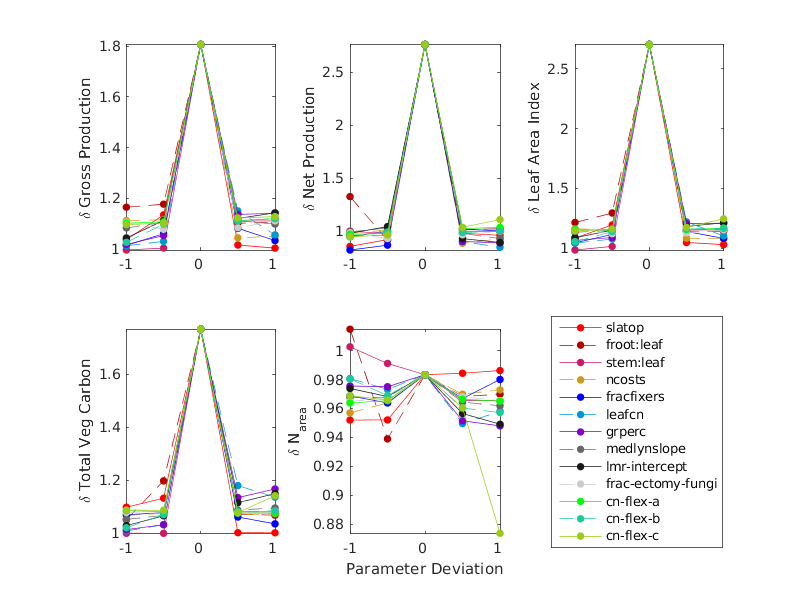 δ Gross Production
1.8
1.6
1.4
1.2
1
-1 0 1
δ Net Production
2.5
2
1.5
1
-1 0 1
δ Leaf Area Index
2.5
2
1.5
1
-1 0 1
δ Total Veg Carbon
1.6
1.4
1.2
1
-1 0 1
δ Narea
1
0.98
0.96
0.94
0.92
0.9
0.88
-1 0 1
Parameter Deviation
slatop
froot:leaf
stem:leaf
ncosts
fracfixers
leafcn
grperc
medlynslope
lmr-intercept
frac-ectomy-fungi
cn-flex-a
cn-flex-b
cn-flex-c